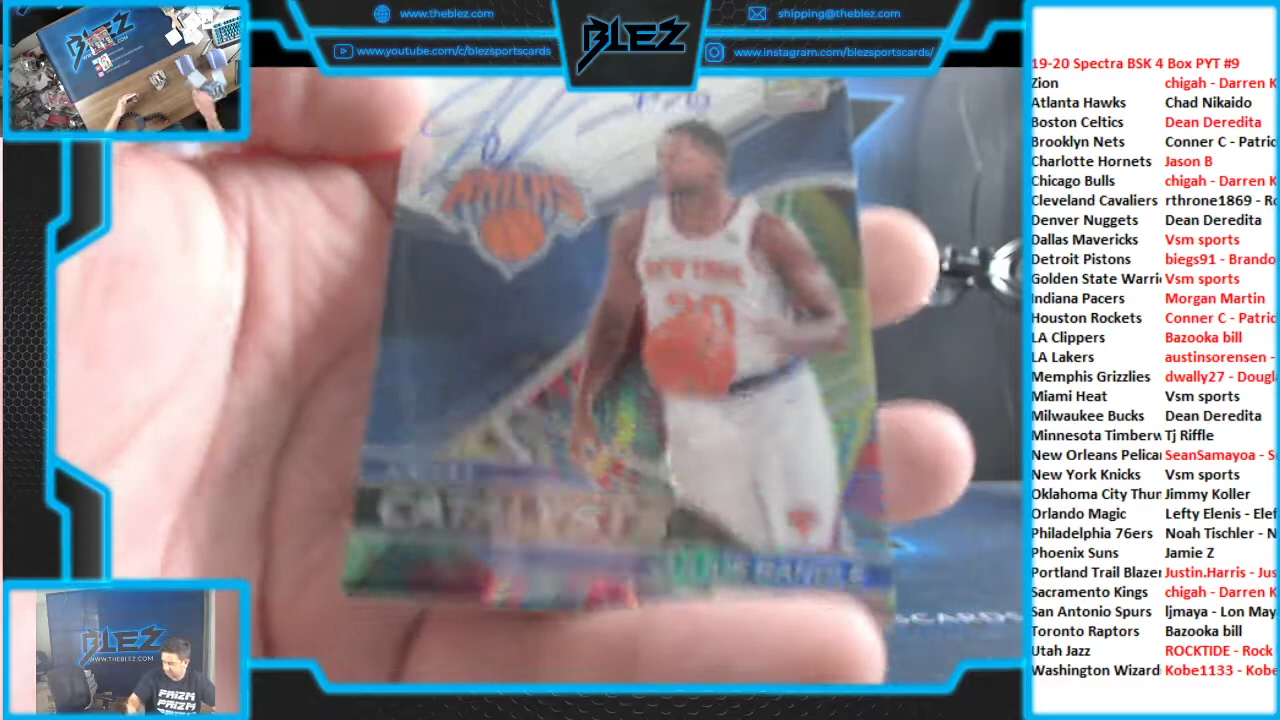 www.theblez.com
www.youtube.com/c/blezsportscards
BLEZ
shipping@theblez.com
www.instagram.com/blezsportscards/
BLEZ
KNICKS
NEW YORK
CATALYST
SCARDS
BLEZ
WWW.THEBLEZ.COM
PRIZM
PRIZM
19-20 Spectra BSK 4 Box PYT #9
Zion chigah - Darren K
Atlanta Hawks Chad Nikaido
Boston Celtics Dean Deredita
Brooklyn Nets Conner C - Patric
Charlotte Hornets Jason B
Chicago Bulls chigah - Darren K
Cleveland Cavaliers rthrone1869 - Ro
Denver Nuggets Dean Deredita
Dallas Mavericks Vsm sports
Detroit Pistons biegs91 - Brando
Golden State Warri Vsm sports
Indiana Pacers Morgan Martin
Houston Rockets Conner C - Patric
LA Clippers Bazooka bill
LA Lakers austinsorensen -
Memphis Grizzlies dwally27 - Dougl
Miami Heat Vsm sports
Milwaukee Bucks Dean Deredita
Minnesota Timberw Tj Riffle
New Orleans Pelican SeanSamayoa - S
New York Knicks Vsm sports
Oklahoma City Thun Jimmy Koller
Orlando Magic Lefty Elenis - Elef
Philadelphia 76ers Noah Tischler - N
Phoenix Suns Jamie Z
Portland Trail Blazer Justin.Harris - Jus
Sacramento Kings chigah - Darren K
San Antonio Spurs ljmaya - Lon May
Toronto Raptors Bazooka bill
Utah Jazz ROCKTIDE - Rock
Washington Wizard Kobe1133 - Kobe